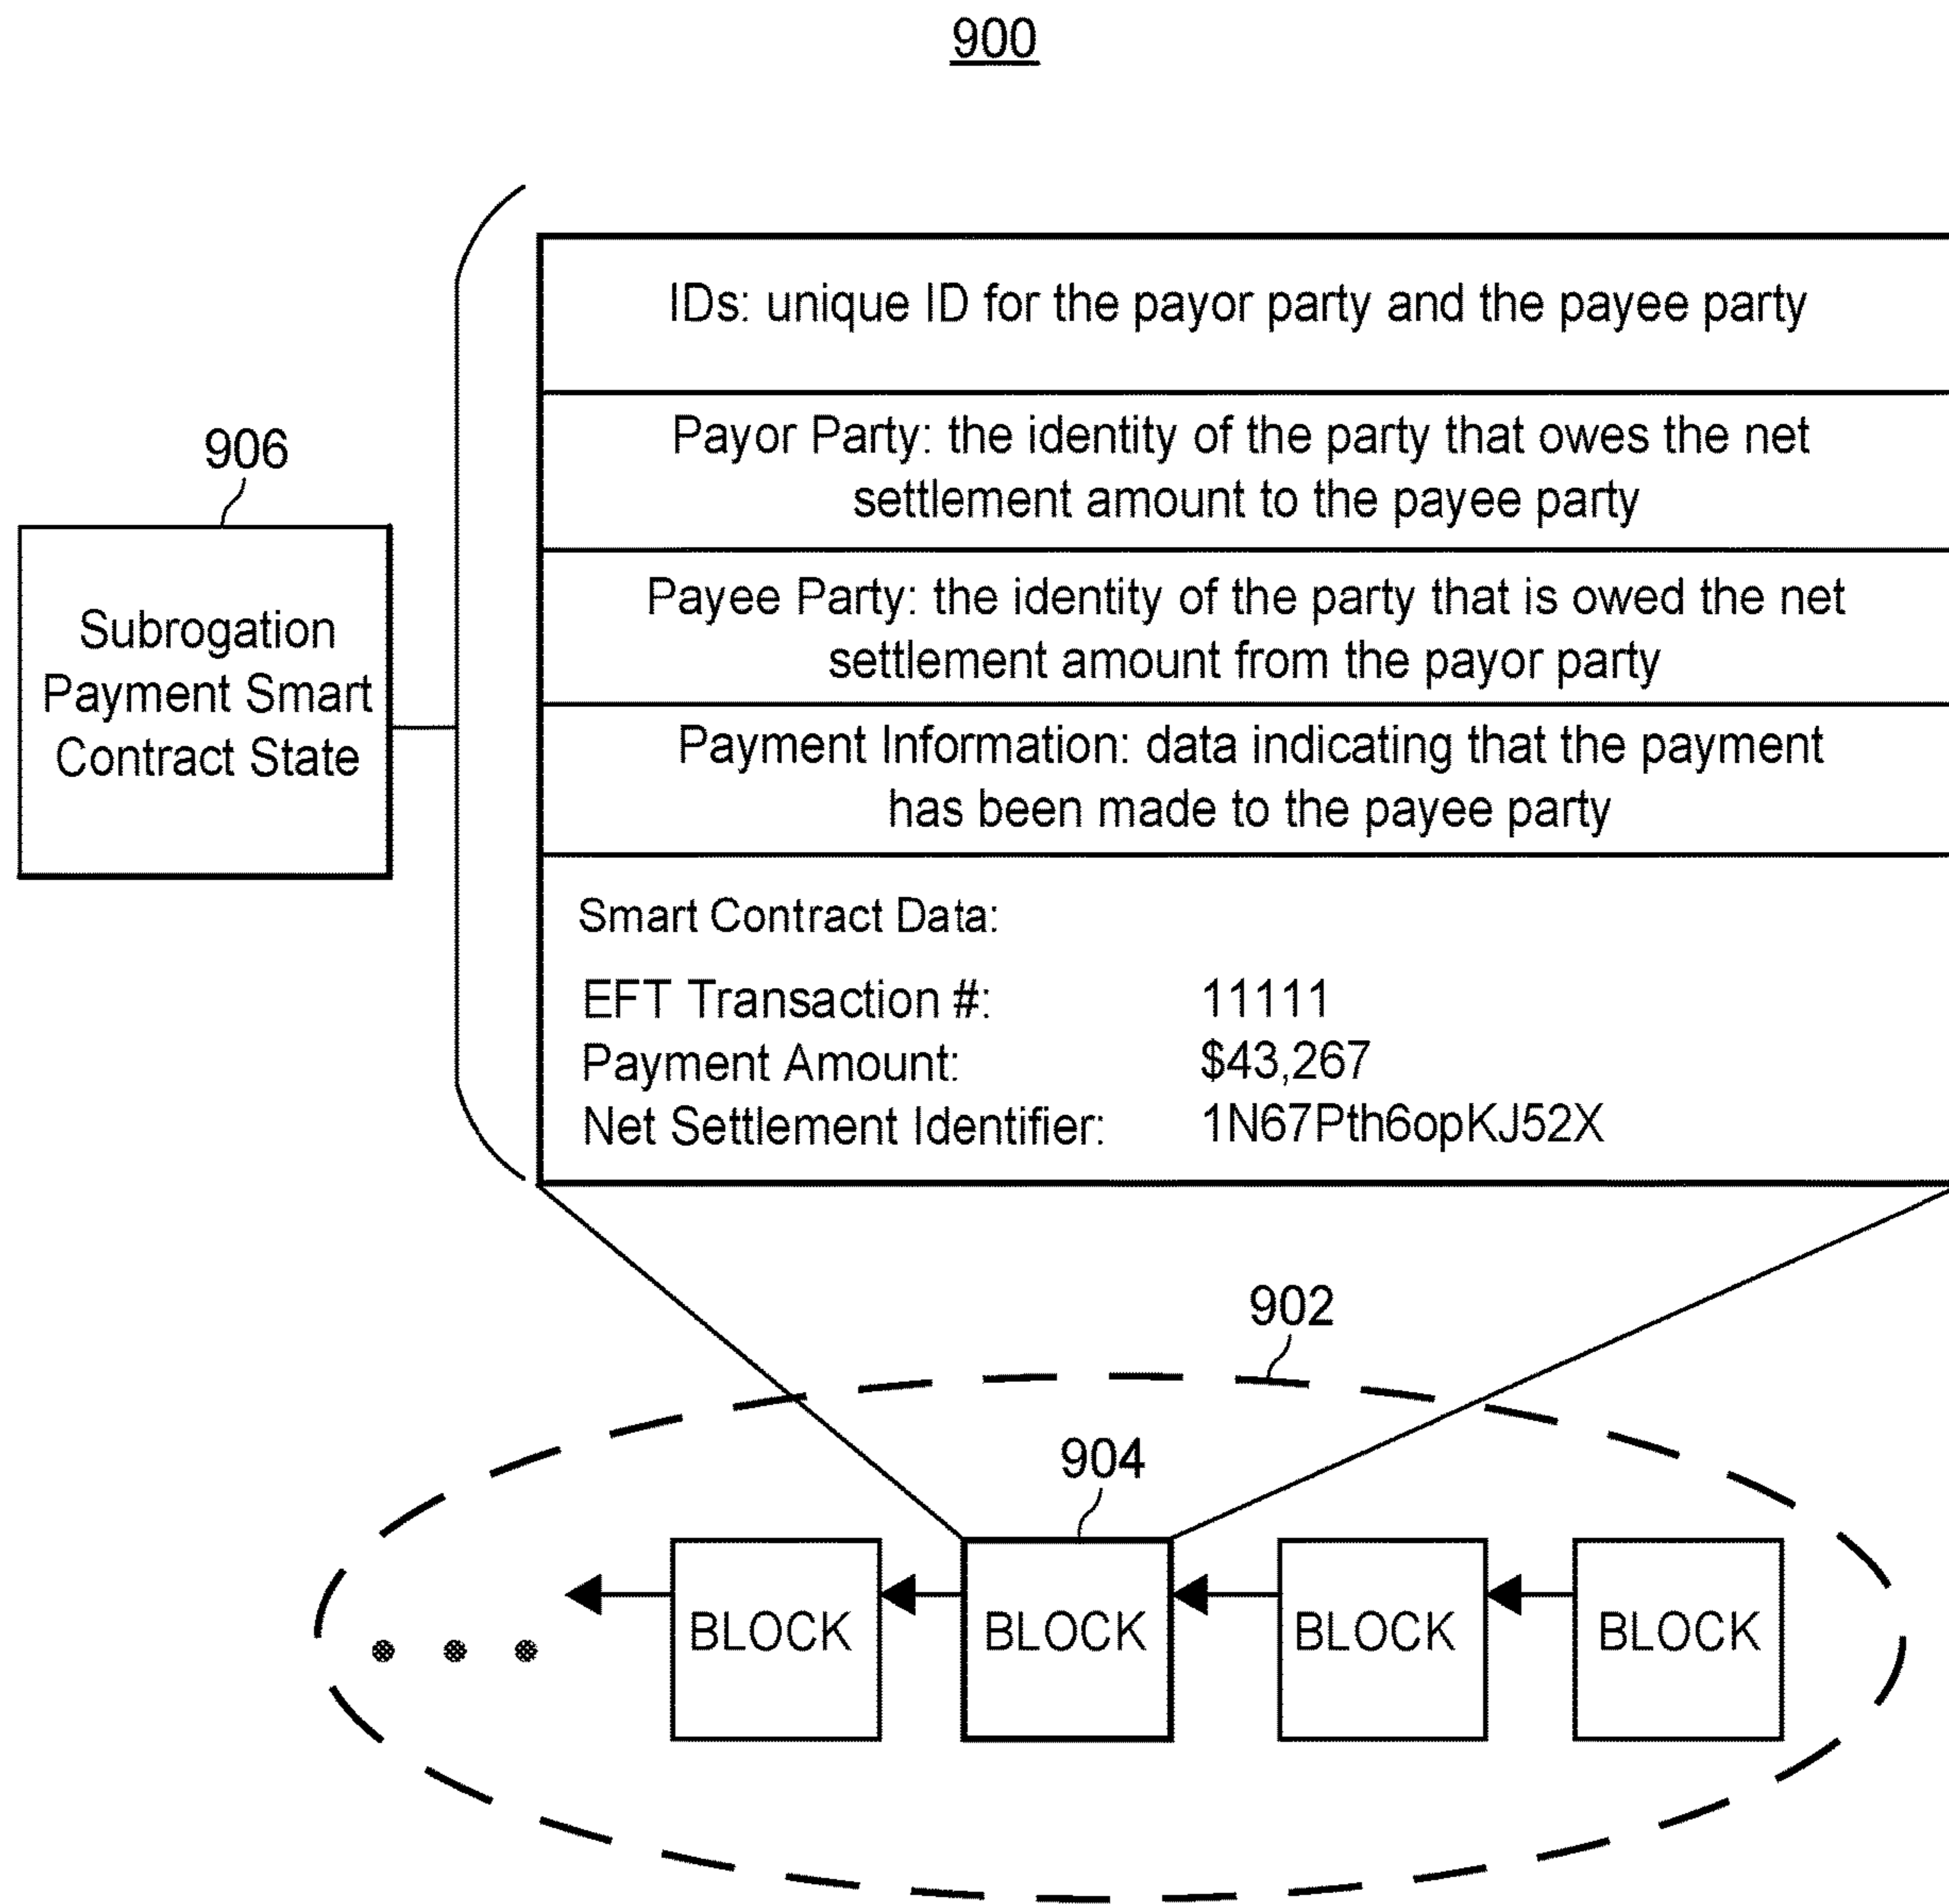 900
IDs: unique ID for the payor party and the payee party
Payor Party: the identity of the party that owes the net
settlement amount to the payee party
Payee Party: the identity of the party that is owed the net
settlement amount from the payor party
Payment Information: data indicating that the payment
has been made to the payee party
906
Subrogation
Payment Smart
Contract State
Smart Contract Data:
EFT Transaction #: 11111
Payment Amount: $43,267
Net Settlement Identifier: 1N67Pth6opKJ52X
902
904
BLOCK BLOCK BLOCK BLOCK